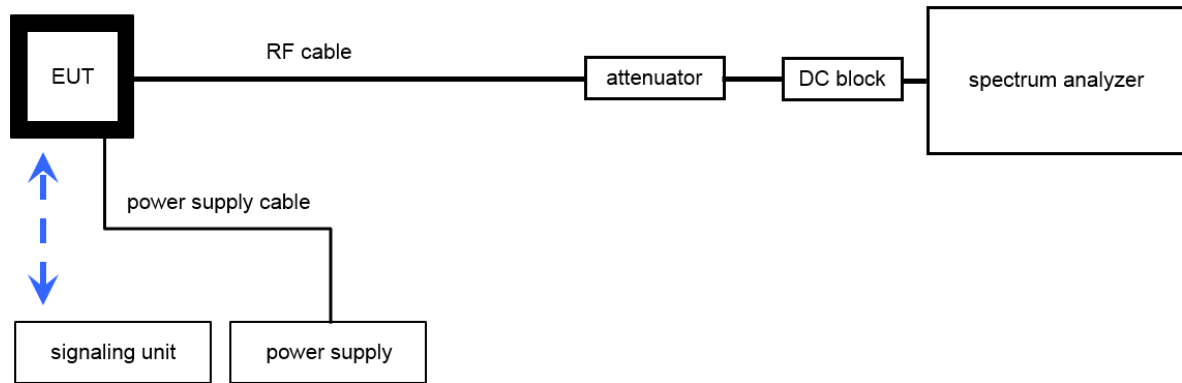 EUT
RF cable
attenuator
DC block
spectrum analyzer
power supply cable
signaling unit
power supply